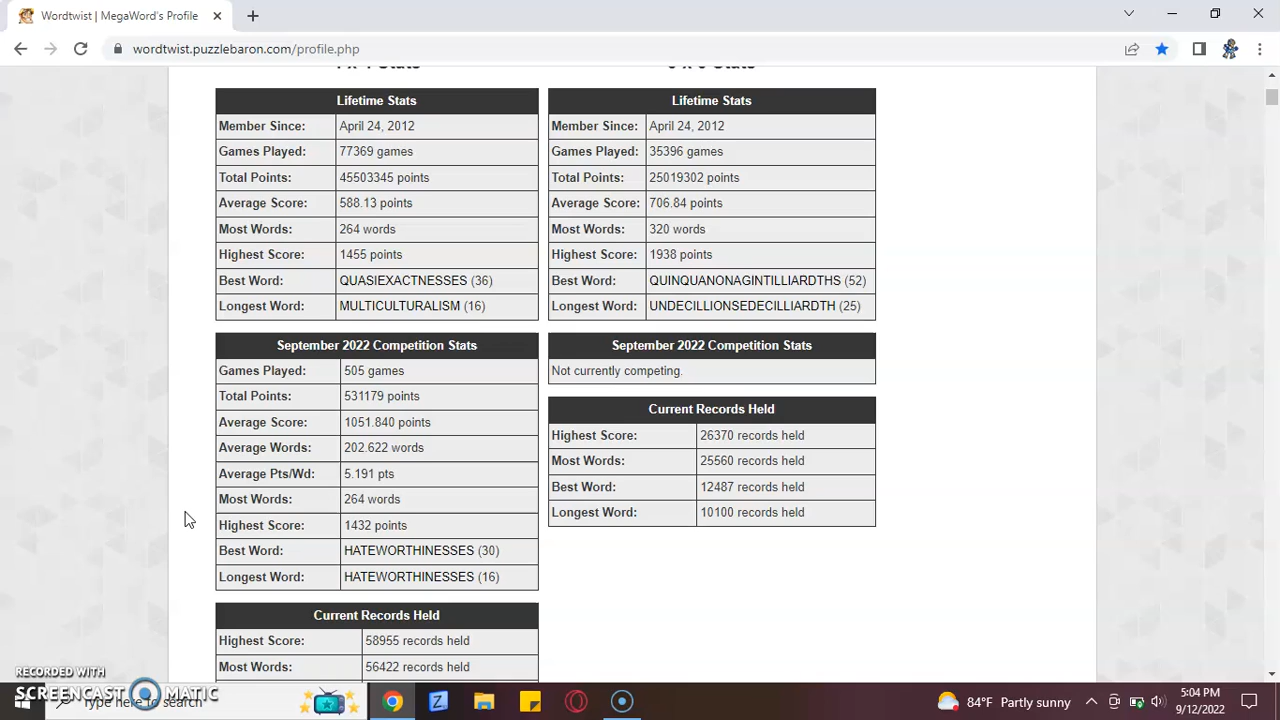 Wordtwist | MegaWord's Profile
wordtwist.puzzlebaron.com/profile.php
Lifetime Stats
Member Since: April 24, 2012
Games Played: 77369 games
Total Points: 45503345 points
Average Score: 588.13 points
Most Words: 264 words
Highest Score: 1455 points
Best Word: QUASIEXACTNESSES (36)
Longest Word: MULTICULTURALISM (16)
Lifetime Stats
Member Since: April 24, 2012
Games Played: 35396 games
Total Points: 25019302 points
Average Score: 706.84 points
Most Words: 320 words
Highest Score: 1938 points
Best Word: QUINQUANONAGINTILLIARDTHS (52)
Longest Word: UNDECILLIONSEDECILLIARDTH (25)
September 2022 Competition Stats
Games Played: 505 games
Total Points: 531179 points
Average Score: 1051.840 points
Average Words: 202.622 words
Average Pts/Wd: 5.191 pts
Most Words: 264 words
Highest Score: 1432 points
Best Word: HATEWORTHINESSES (30)
Longest Word: HATEWORTHINESSES (16)
September 2022 Competition Stats
Not currently competing.
Current Records Held
Highest Score: 26370 records held
Most Words: 25560 records held
Best Word: 12487 records held
Longest Word: 10100 records held
Current Records Held
Highest Score: 58955 records held
Most Words: 56422 records held
RECORDED WITH
SCREENCAST MATIC
Type here to search
84°F Partly sunny
5:04 PM
9/12/2022